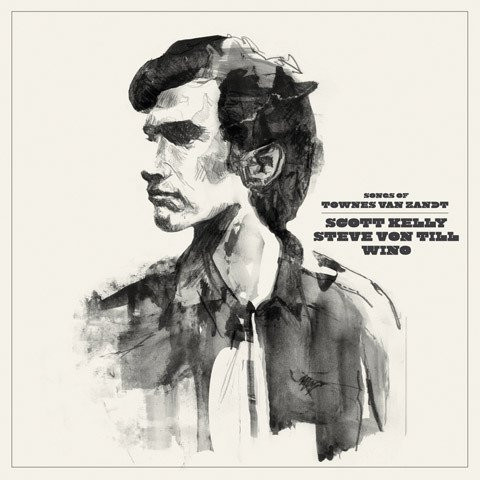 SONGS OF
TOWNES VAN ZANDT
SCOTT KELLY
STEVE VON TILL
WINO